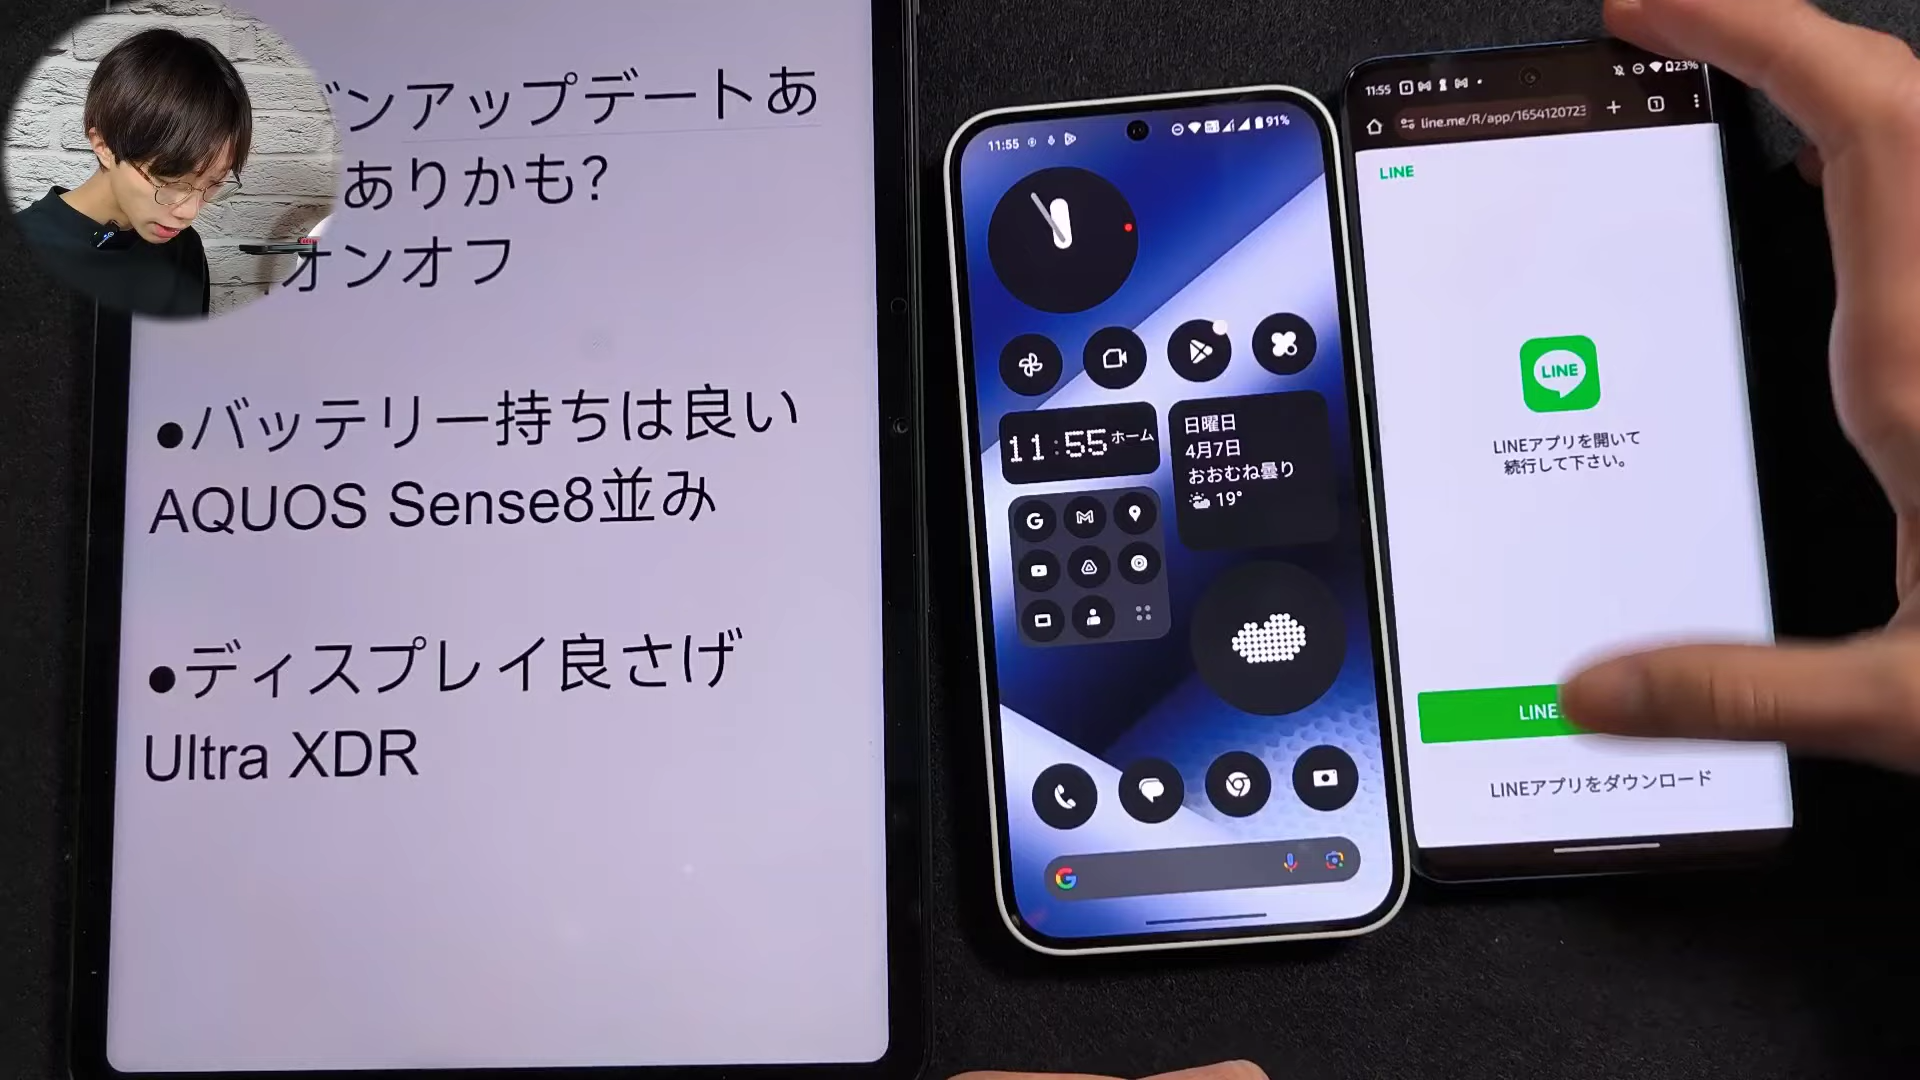 ンアップデートあ
ありかも?
オンオフ
●バッテリー持ちは良い
AQUOS Sense8並み
●ディスプレイ良さげ
Ultra XDR
11:55
91%
11:55 ホーム
日曜日
4月7日
おおむね曇り
19°
11:55
23%
line.me/R/app/1654120723
LINE
LINE
LINEアプリを開いて
続行して下さい。
LINE
LINEアプリをダウンロード